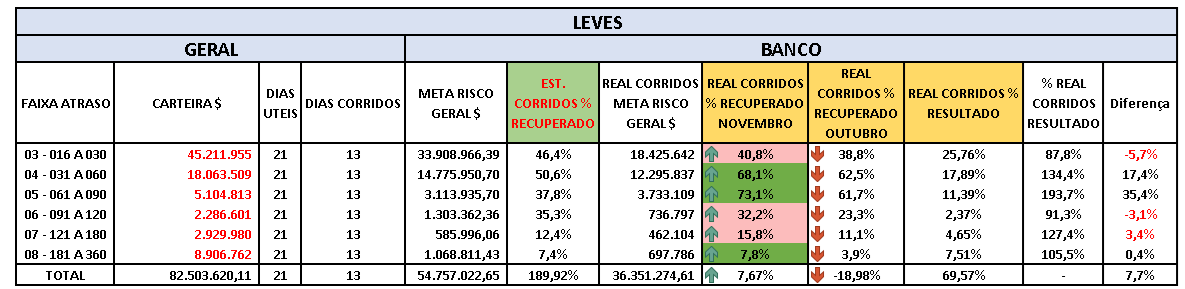 LEVES
GERAL BANCO
FAIXA ATRASO CARTEIRA $ DIAS UTEIS DIAS CORRIDOS META RISCO GERAL % EST. CORRIDOS % RECUPERADO REAL CORRIDOS META RISCO GERAL $ REAL CORRIDOS % RECUPERADO NOVEMBRO REAL CORRIDOS % RECUPERADO OUTUBRO REAL CORRIDOS % RESULTADO % REAL CORRIDOS RESULTADO Diferença
03 - 016 A 030 45.211.955 21 13 33.908.966,39 46,4% 18.425.642 40,8% 38,8% 25,76% 87,8% -5,7%
04 - 031 A 060 18.063.509 21 13 14.775.950,70 50,6% 12.295.837 68,1% 62,5% 17,89% 134,4% 17,4%
05 - 061 A 090 5.104.813 21 13 3.113.935,70 37,8% 3.733.109 73,1% 61,7% 11,39% 193,7% 35,4%
06 - 091 A 120 2.286.601 21 13 1.303.362,36 35,3% 736.797 32,2% 23,3% 2,37% 91,3% -3,1%
07 - 121 A 180 2.929.980 21 13 585.996,06 12,4% 462.104 15,8% 11,1% 4,65% 127,4% 3,4%
08 - 181 A 360 8.906.762 21 13 1.068.811,43 7,4% 697.786 7,8% 3,9% 7,51% 105,5% 0,4%
TOTAL 82.503.620,11 21 13 54.757.022,65 189,92% 36.351.274,61 7,67% -18,98% 69,57% - 7,7%